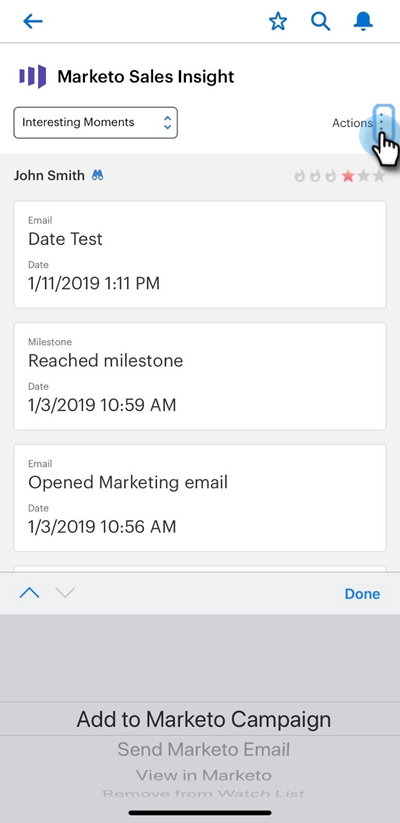 Marketo Sales Insight
Interesting Moments
Actions
John Smith
Email
Date Test
Date
1/11/2019 1:11 PM
Milestone
Reached milestone
Date
1/3/2019 10:59 AM
Email
Opened Marketing email
Date
1/3/2019 10:56 AM
Done
Add to Marketo Campaign
Send Marketo Email
View in Marketo
Remove from Watch List